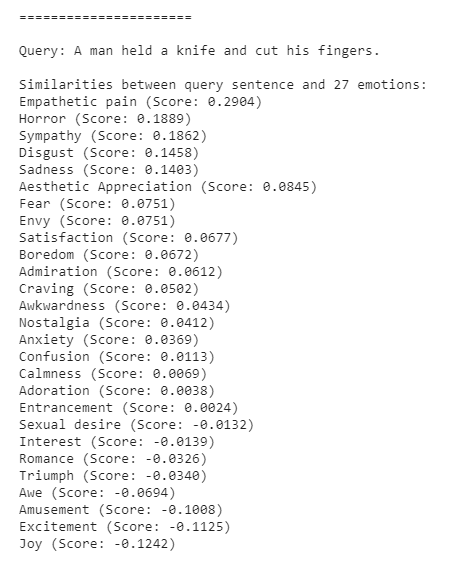 ======================
Query: A man held a knife and cut his fingers.
Similarities between query sentence and 27 emotions:
Empathetic pain (Score: 0.2904)
Horror (Score: 0.1889)
Sympathy (Score: 0.1862)
Disgust (Score: 0.1458)
Sadness (Score: 0.1403)
Aesthetic Appreciation (Score: 0.0845)
Fear (Score: 0.0751)
Envy (Score: 0.0751)
Satisfaction (Score: 0.0677)
Boredom (Score: 0.0672)
Admiration (Score: 0.0612)
Craving (Score: 0.0502)
Awkwardness (Score: 0.0434)
Nostalgia (Score: 0.0412)
Anxiety (Score: 0.0369)
Confusion (Score: 0.0113)
Calmness (Score: 0.0069)
Adoration (Score: 0.0038)
Entrancement (Score: 0.0024)
Sexual desire (Score: -0.0132)
Interest (Score: -0.0139)
Romance (Score: -0.0326)
Triumph (Score: -0.0340)
Awe (Score: -0.0694)
Amusement (Score: -0.1008)
Excitement (Score: -0.1125)
Joy (Score: -0.1242)